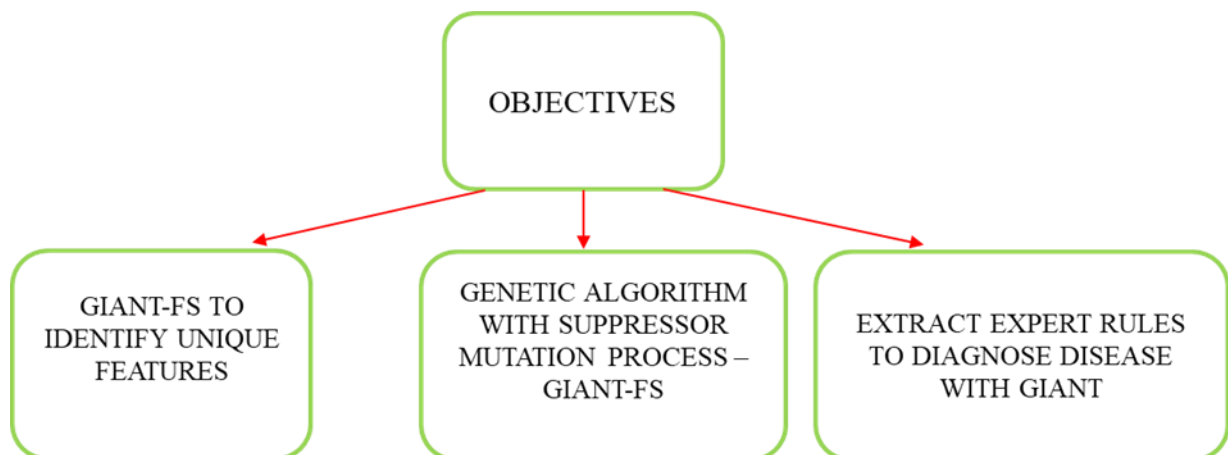 OBJECTIVES
GIANT-FS TO
IDENTIFY UNIQUE
FEATURES
GENETIC ALGORITHM
WITH SUPPRESSOR
MUTATION PROCESS –
GIANT-FS
EXTRACT EXPERT RULES
TO DIAGNOSE DISEASE
WITH GIANT